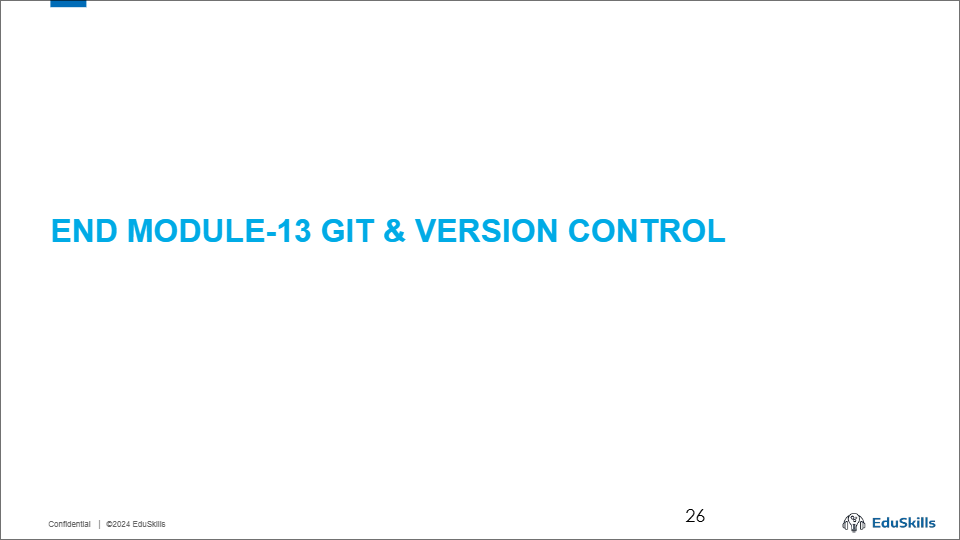 END MODULE-13 GIT & VERSION CONTROL
Confidential | ©2024 EduSkills
26
EduSkills